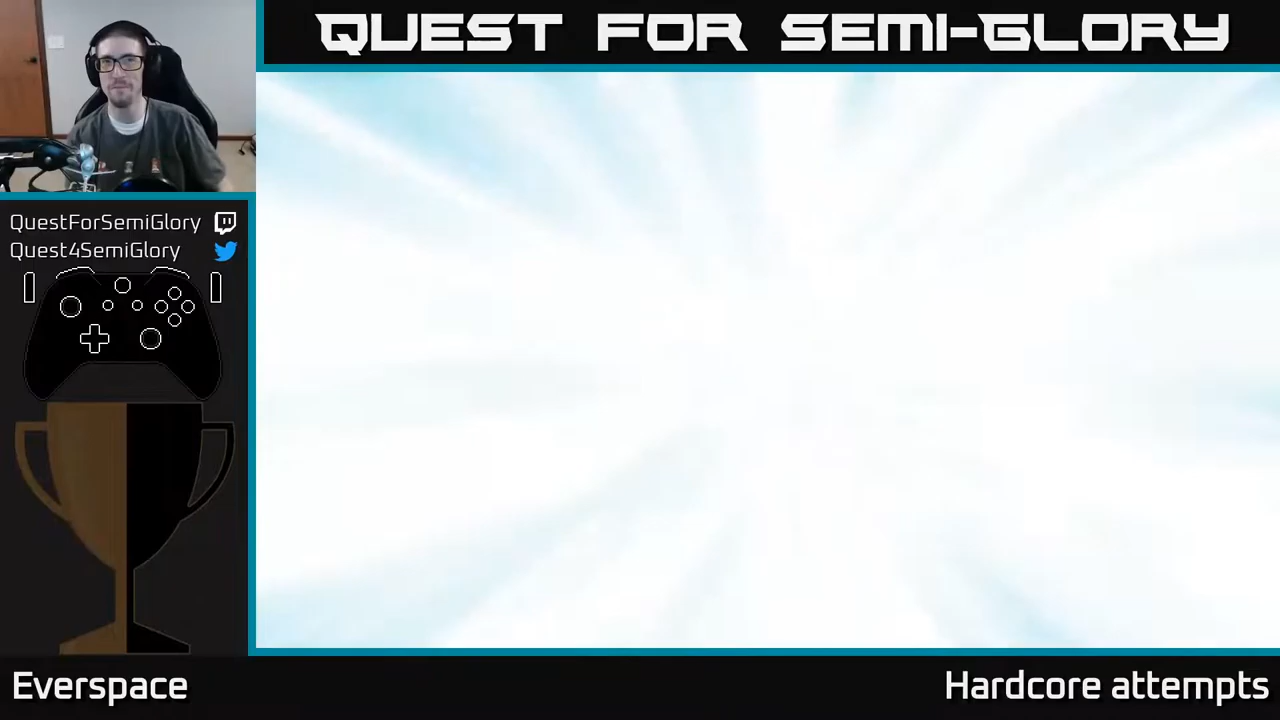 QUEST FOR SEMI-GLORY
QuestForSemiGlory
Quest4SemiGlory
Everspace
Hardcore attempts